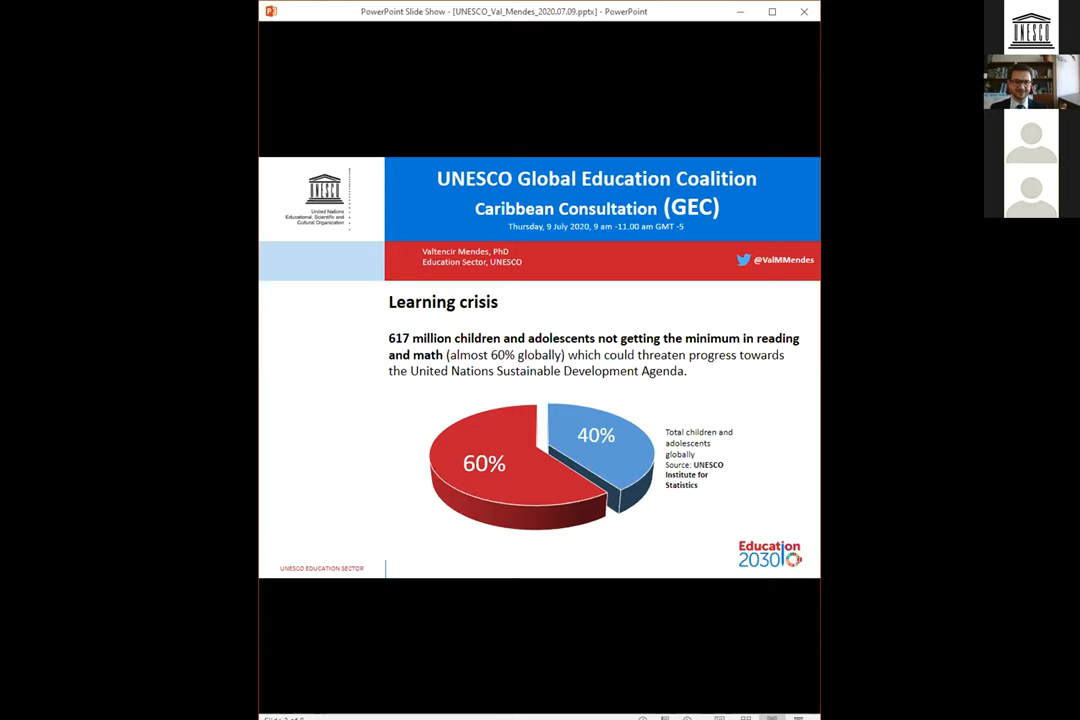 PowerPoint Slide Show - [UNESCO_Val_Mendes_2020.07.09.pptx] - PowerPoint
UNESCO
United Nations
Educational, Scientific and
Cultural Organization
UNESCO Global Education Coalition
Caribbean Consultation (GEC)
Thursday, 9 July 2020, 9 am -11.00 am GMT -5
Valtencir Mendes, PhD
Education Sector, UNESCO
@ValMMendes
Learning crisis
617 million children and adolescents not getting the minimum in reading
and math (almost 60% globally) which could threaten progress towards
the United Nations Sustainable Development Agenda.
40%
60%
Total children and
adolescents
globally
Source: UNESCO
Institute for
Statistics
Education
2030
UNESCO EDUCATION SECTOR